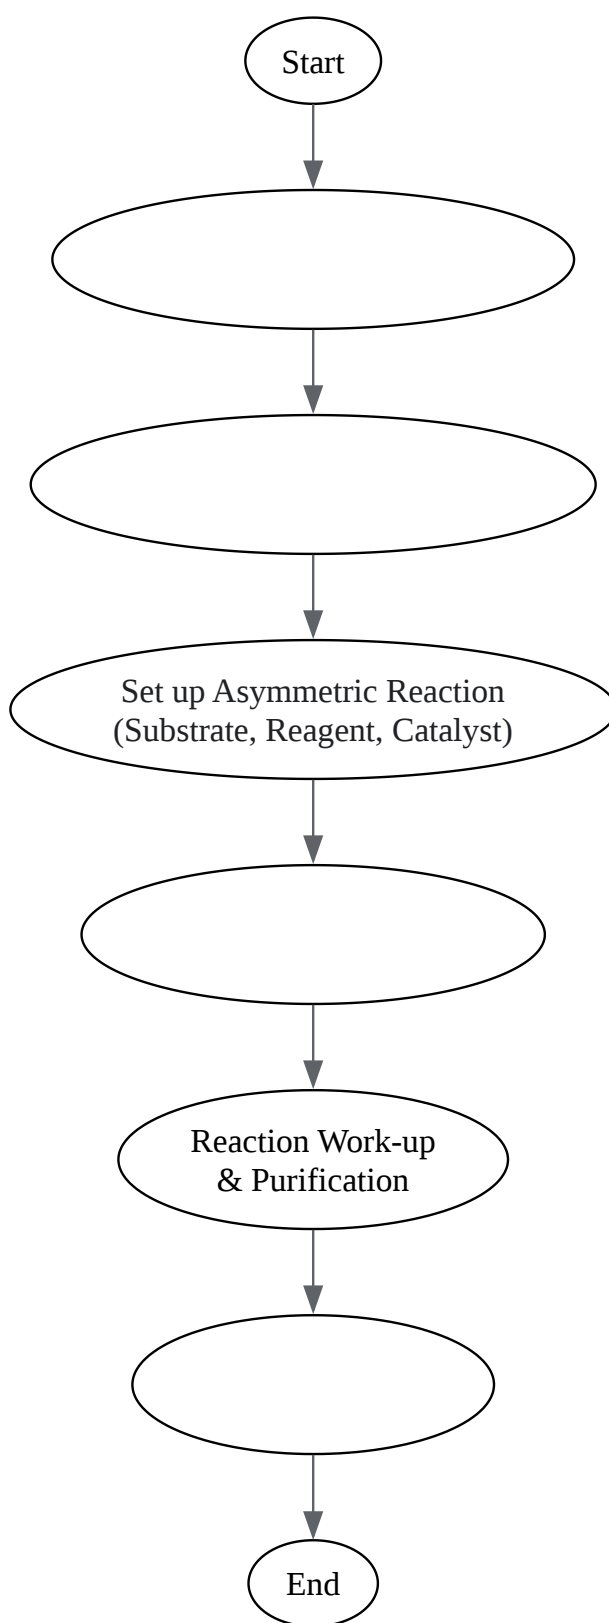 Start
Set up Asymmetric Reaction
(Substrate, Reagent, Catalyst)
Reaction Work-up
& Purification
End